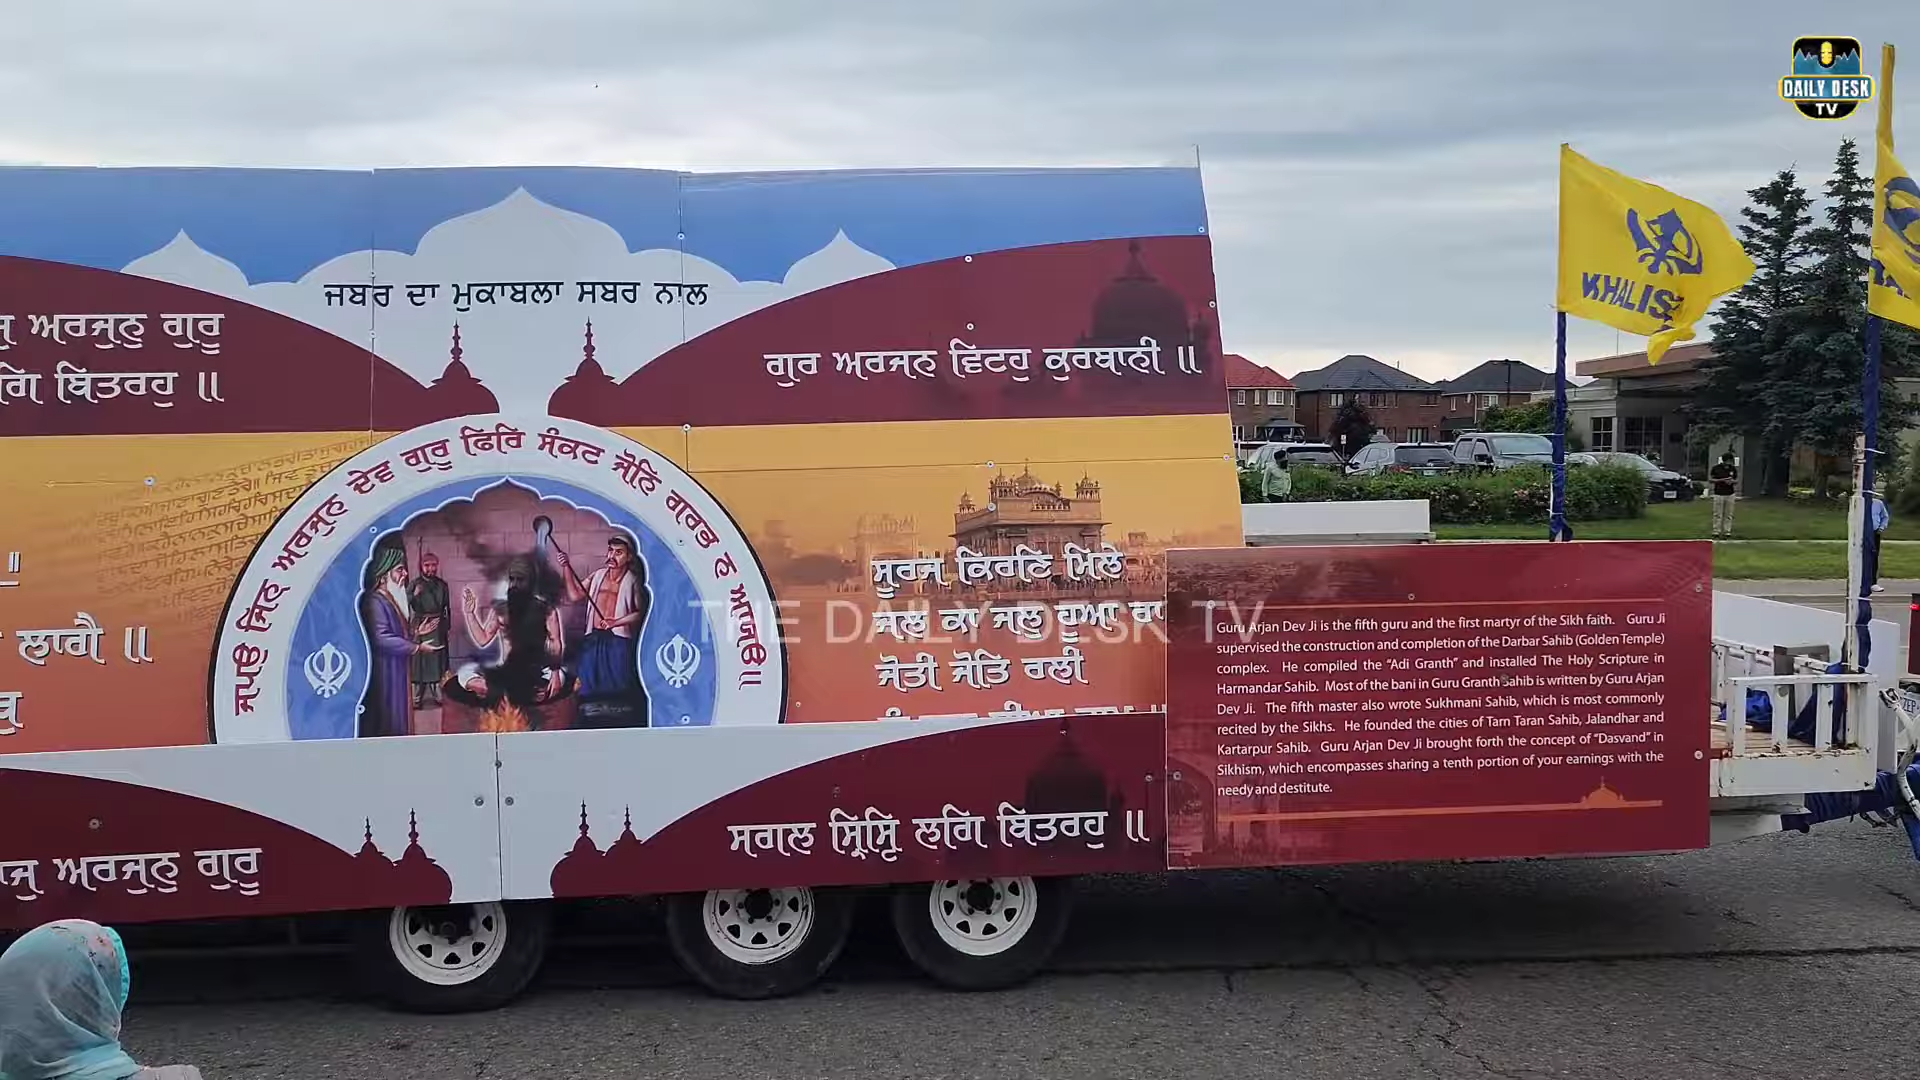 DAILY DESK
TV
KHALIS
ਜਬਰ ਦਾ ਮੁਕਾਬਲਾ ਸਬਰ ਨਾਲ
ਅਰਜੁਨੁ ਗੁਰੂ
ਬਿਤਰਹੁ ॥
ਗੁਰ ਅਰਜਨ ਵਿਟਹੁ ਕੁਰਬਾਨੀ ॥
ਜਪਉ ਜਿਨ ਅਰਜੁਨ ਦੇਵ ਗੁਰੂ ਫਿਰਿ ਸੰਕਟ ਜੋਨਿ ਗਰਭ ਨ ਆਯਉ॥
ਲਾਗੈ ॥
ਸੂਰਜ ਕਿਰਣਿ ਮਿਲੇ
ਜਲ ਕਾ ਜਲੁ ਹੂਆ ਰਾ
ਜੋਤੀ ਜੋਤਿ ਰਲੀ
THE DAILY DESK TV
Guru Arjan Dev Ji is the fifth guru and the first martyr of the Sikh faith. Guru Ji
supervised the construction and completion of the Darbar Sahib (Golden Temple)
complex. He compiled the “Adi Granth” and installed The Holy Scripture in
Harmandar Sahib. Most of the bani in Guru Granth Sahib is written by Guru Arjan
Dev Ji. The fifth master also wrote Sukhmani Sahib, which is most commonly
recited by the Sikhs. He founded the cities of Tarn Taran Sahib, Jalandhar and
Kartarpur Sahib. Guru Arjan Dev Ji brought forth the concept of “Dasvand” in
Sikhism, which encompasses sharing a tenth portion of your earnings with the
needy and destitute.
ਅਰਜੁਨੁ ਗੁਰੂ
ਸਗਲ ਸ੍ਰਿਸ੍ਟਿ ਲਗਿ ਬਿਤਰਹੁ ॥